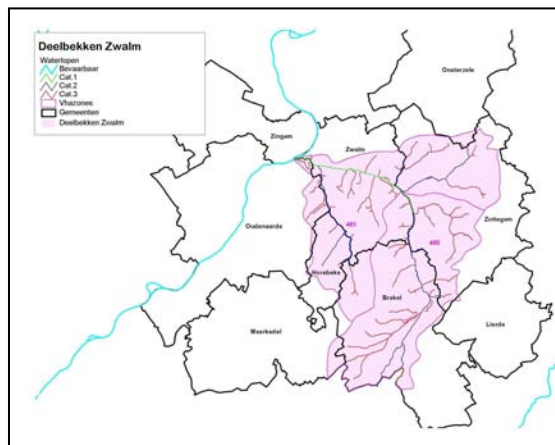 Deelbekken Zwalm
Waterlopen
Bevaarbaar
Cat.1
Cat.2
Cat.3
Vhazones
Gemeenten
Deelbekken Zwalm
Oosterzele
Zingem
Zwalm
Oudenaarde
481
Zottegem
480
Horebeke
Brakel
Maarkedal
Lierde